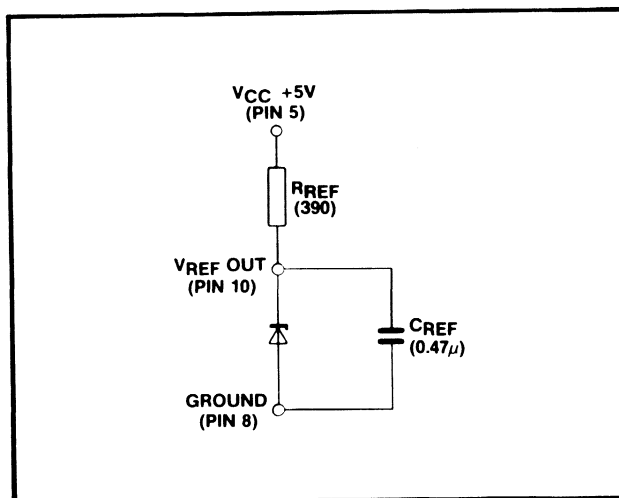 VCC +5V
(PIN 5)
RREF
(390)
VREF OUT
(PIN 10)
CREF
(0.47μ)
GROUND
(PIN 8)